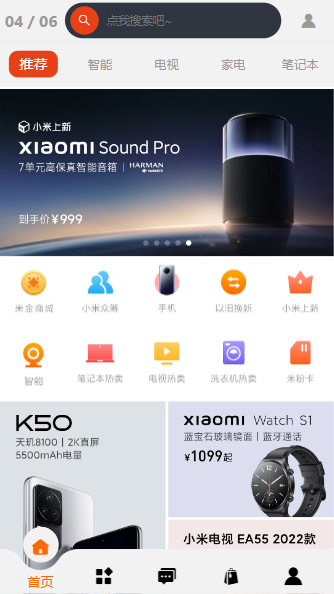 04 / 06
点我搜索吧~
推荐
智能
电视
家电
笔记本
小米上新
xiaomi Sound Pro
7单元高保真智能音箱 | HARMAN
到手价¥999
米金商城
小米众筹
手机
以旧换新
小米上新
智能
笔记本热卖
电视热卖
洗衣机热卖
米粉卡
K50
天玑8100 | 2K直屏
5500mAh电量
xiaomi Watch S1
蓝宝石玻璃镜面 | 蓝牙通话
¥1099起
小米电视 EA55 2022款
首页